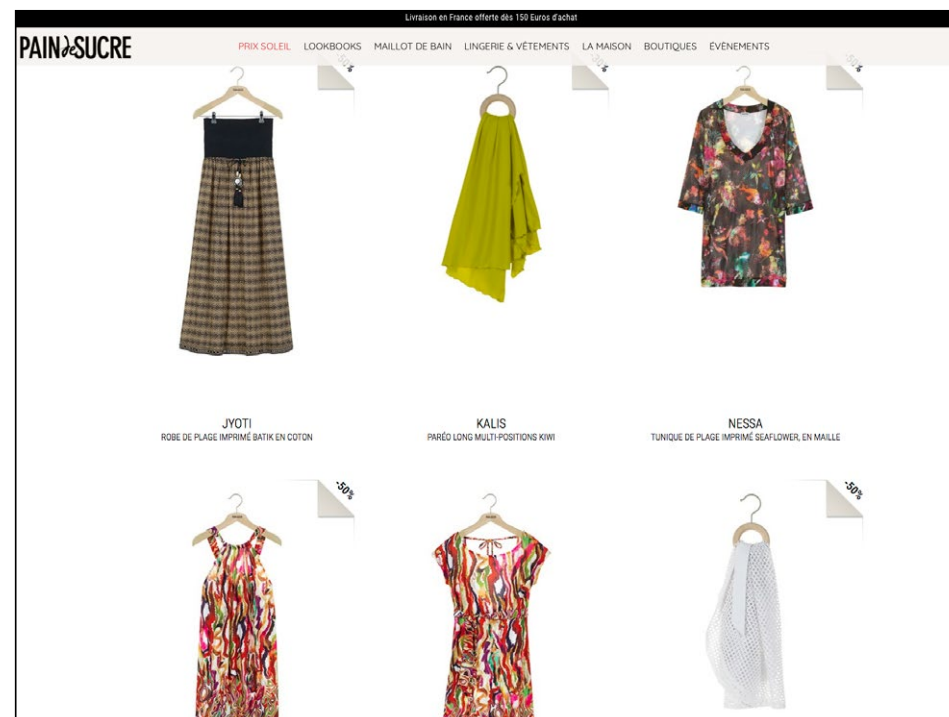 Livraison en France offerte dès 150 Euros d'achat
PAIN de SUCRE
PRIX SOLEIL LOOKBOOKS MAILLOT DE BAIN LINGERIE & VÊTEMENTS LA MAISON BOUTIQUES ÉVÈNEMENTS
-50%
-50%
JYOTI
ROBE DE PLAGE IMPRIMÉ BATIK EN COTON
KALIS
PARÉO LONG MULTI-POSITIONS KIWI
NESSA
TUNIQUE DE PLAGE IMPRIMÉ SEAFLOWER, EN MAILLE
-50%
-50%